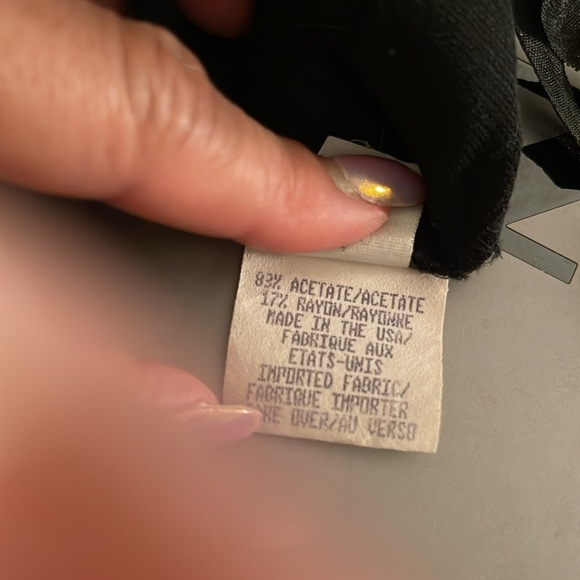 83% ACETATE/ACETATE
17% RAYON/RAYONNE
MADE IN THE USA/
FABRIQUE AUX
ETATS-UNIS
IMPORTED FABRIC/
FABRIQUE IMPORTER
OVER/AU VERSO